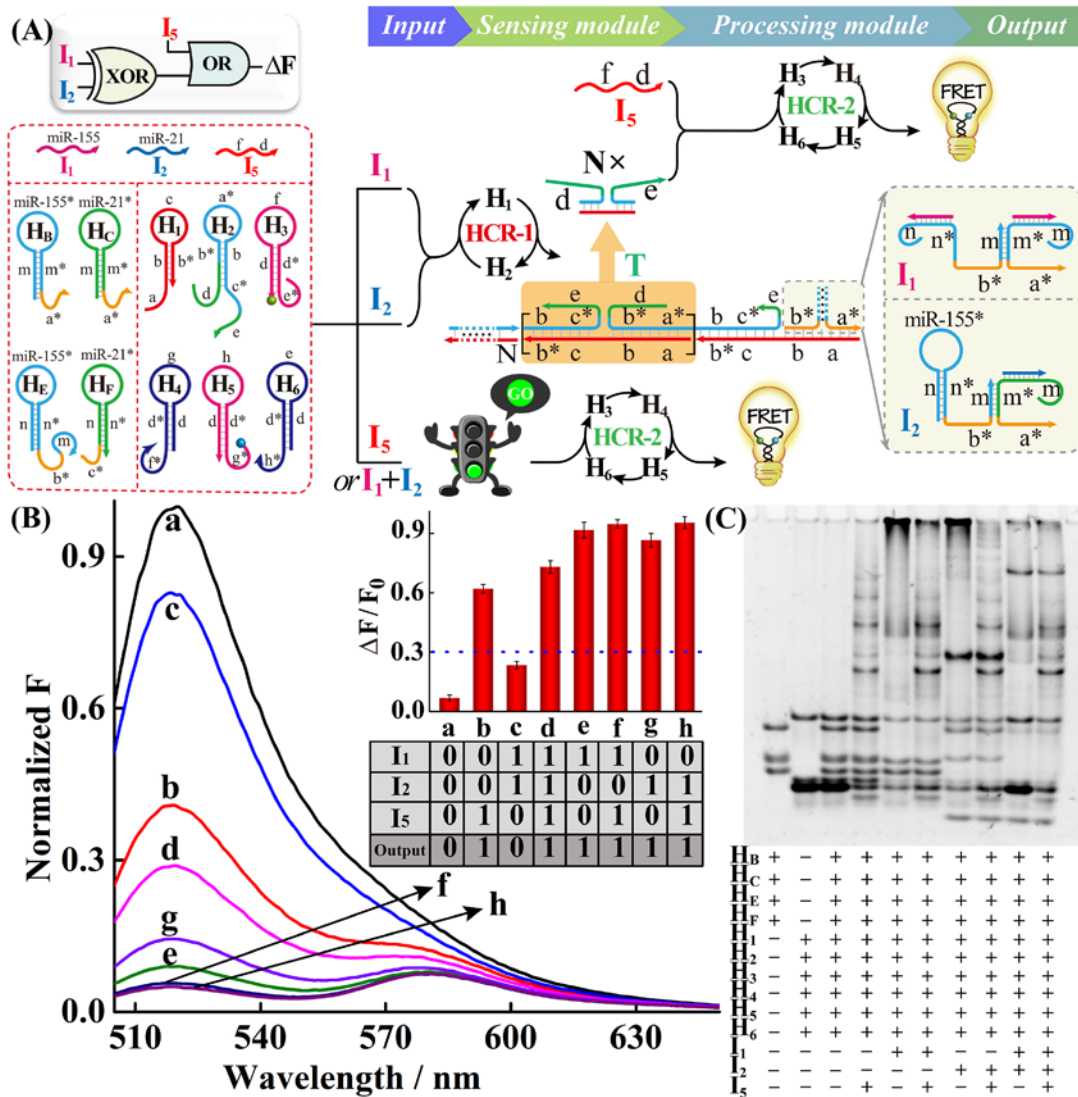 (A)
Input Sensing module Processing module Output
I5
I1
I2
XOR
OR
ΔF
miR-155 miR-21 f d
I1 I2 I5
miR-155* miR-21* c a* f
HB HC H1 H2 H3
m m* m m* b b* b* b d d*
a* a* a d c* e e*
miR-155* miR-21* g h e
HE HF H4 H5 H6
n n* n n* d d* d d* d* d
m b* c* f* g* h*
I1
I2
I5
or I1+I2
H1
HCR-1
H2
f d
I5
N×
d e
H3 H4
HCR-2
H6 H5
FRET
T
e d e
b c* b* a* b c* b* a*
N b* c b a b* c b a
GO
H3 H4
HCR-2
H6 H5
FRET
n n* m m* m
I1 b* a*
miR-155*
n n* m m* m
I2 b* a*
(B)
Normalized F
0.9
0.6
0.3
0.0
a
c
b
d
g
e
f
h
510 540 570 600 630
Wavelength / nm
ΔF/F0
0.9
0.6
0.3
0.0
a b c d e f g h
I1 0 0 1 1 1 1 0 0
I2 0 0 1 1 0 0 1 1
I5 0 1 0 1 0 1 0 1
Output 0 1 0 1 1 1 1 1
(C)
HB + − + + + + + + + +
HC + − + + + + + + + +
HE + − + + + + + + + +
HF + − + + + + + + + +
H1 − + + + + + + + + +
H2 − + + + + + + + + +
H3 − + + + + + + + + +
H4 − + + + + + + + + +
H5 − + + + + + + + + +
H6 − + + + + + + + + +
I1 − − − − + + − − + +
I2 − − − − − − + + + +
I5 − − − + − + − + − +